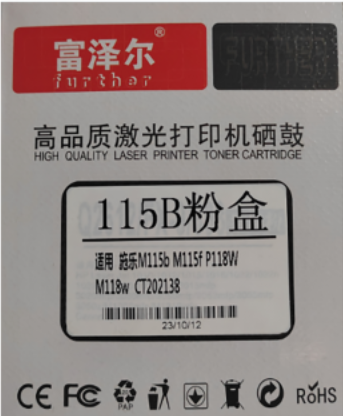 富泽尔®
further
FURTHER
高品质激光打印机硒鼓
HIGH QUALITY LASER PRINTER TONER CARTRIDGE
115B粉盒
适用 施乐M115b M115f P118W
M118w CT202138
23/10/12
CE FC PAP RoHS